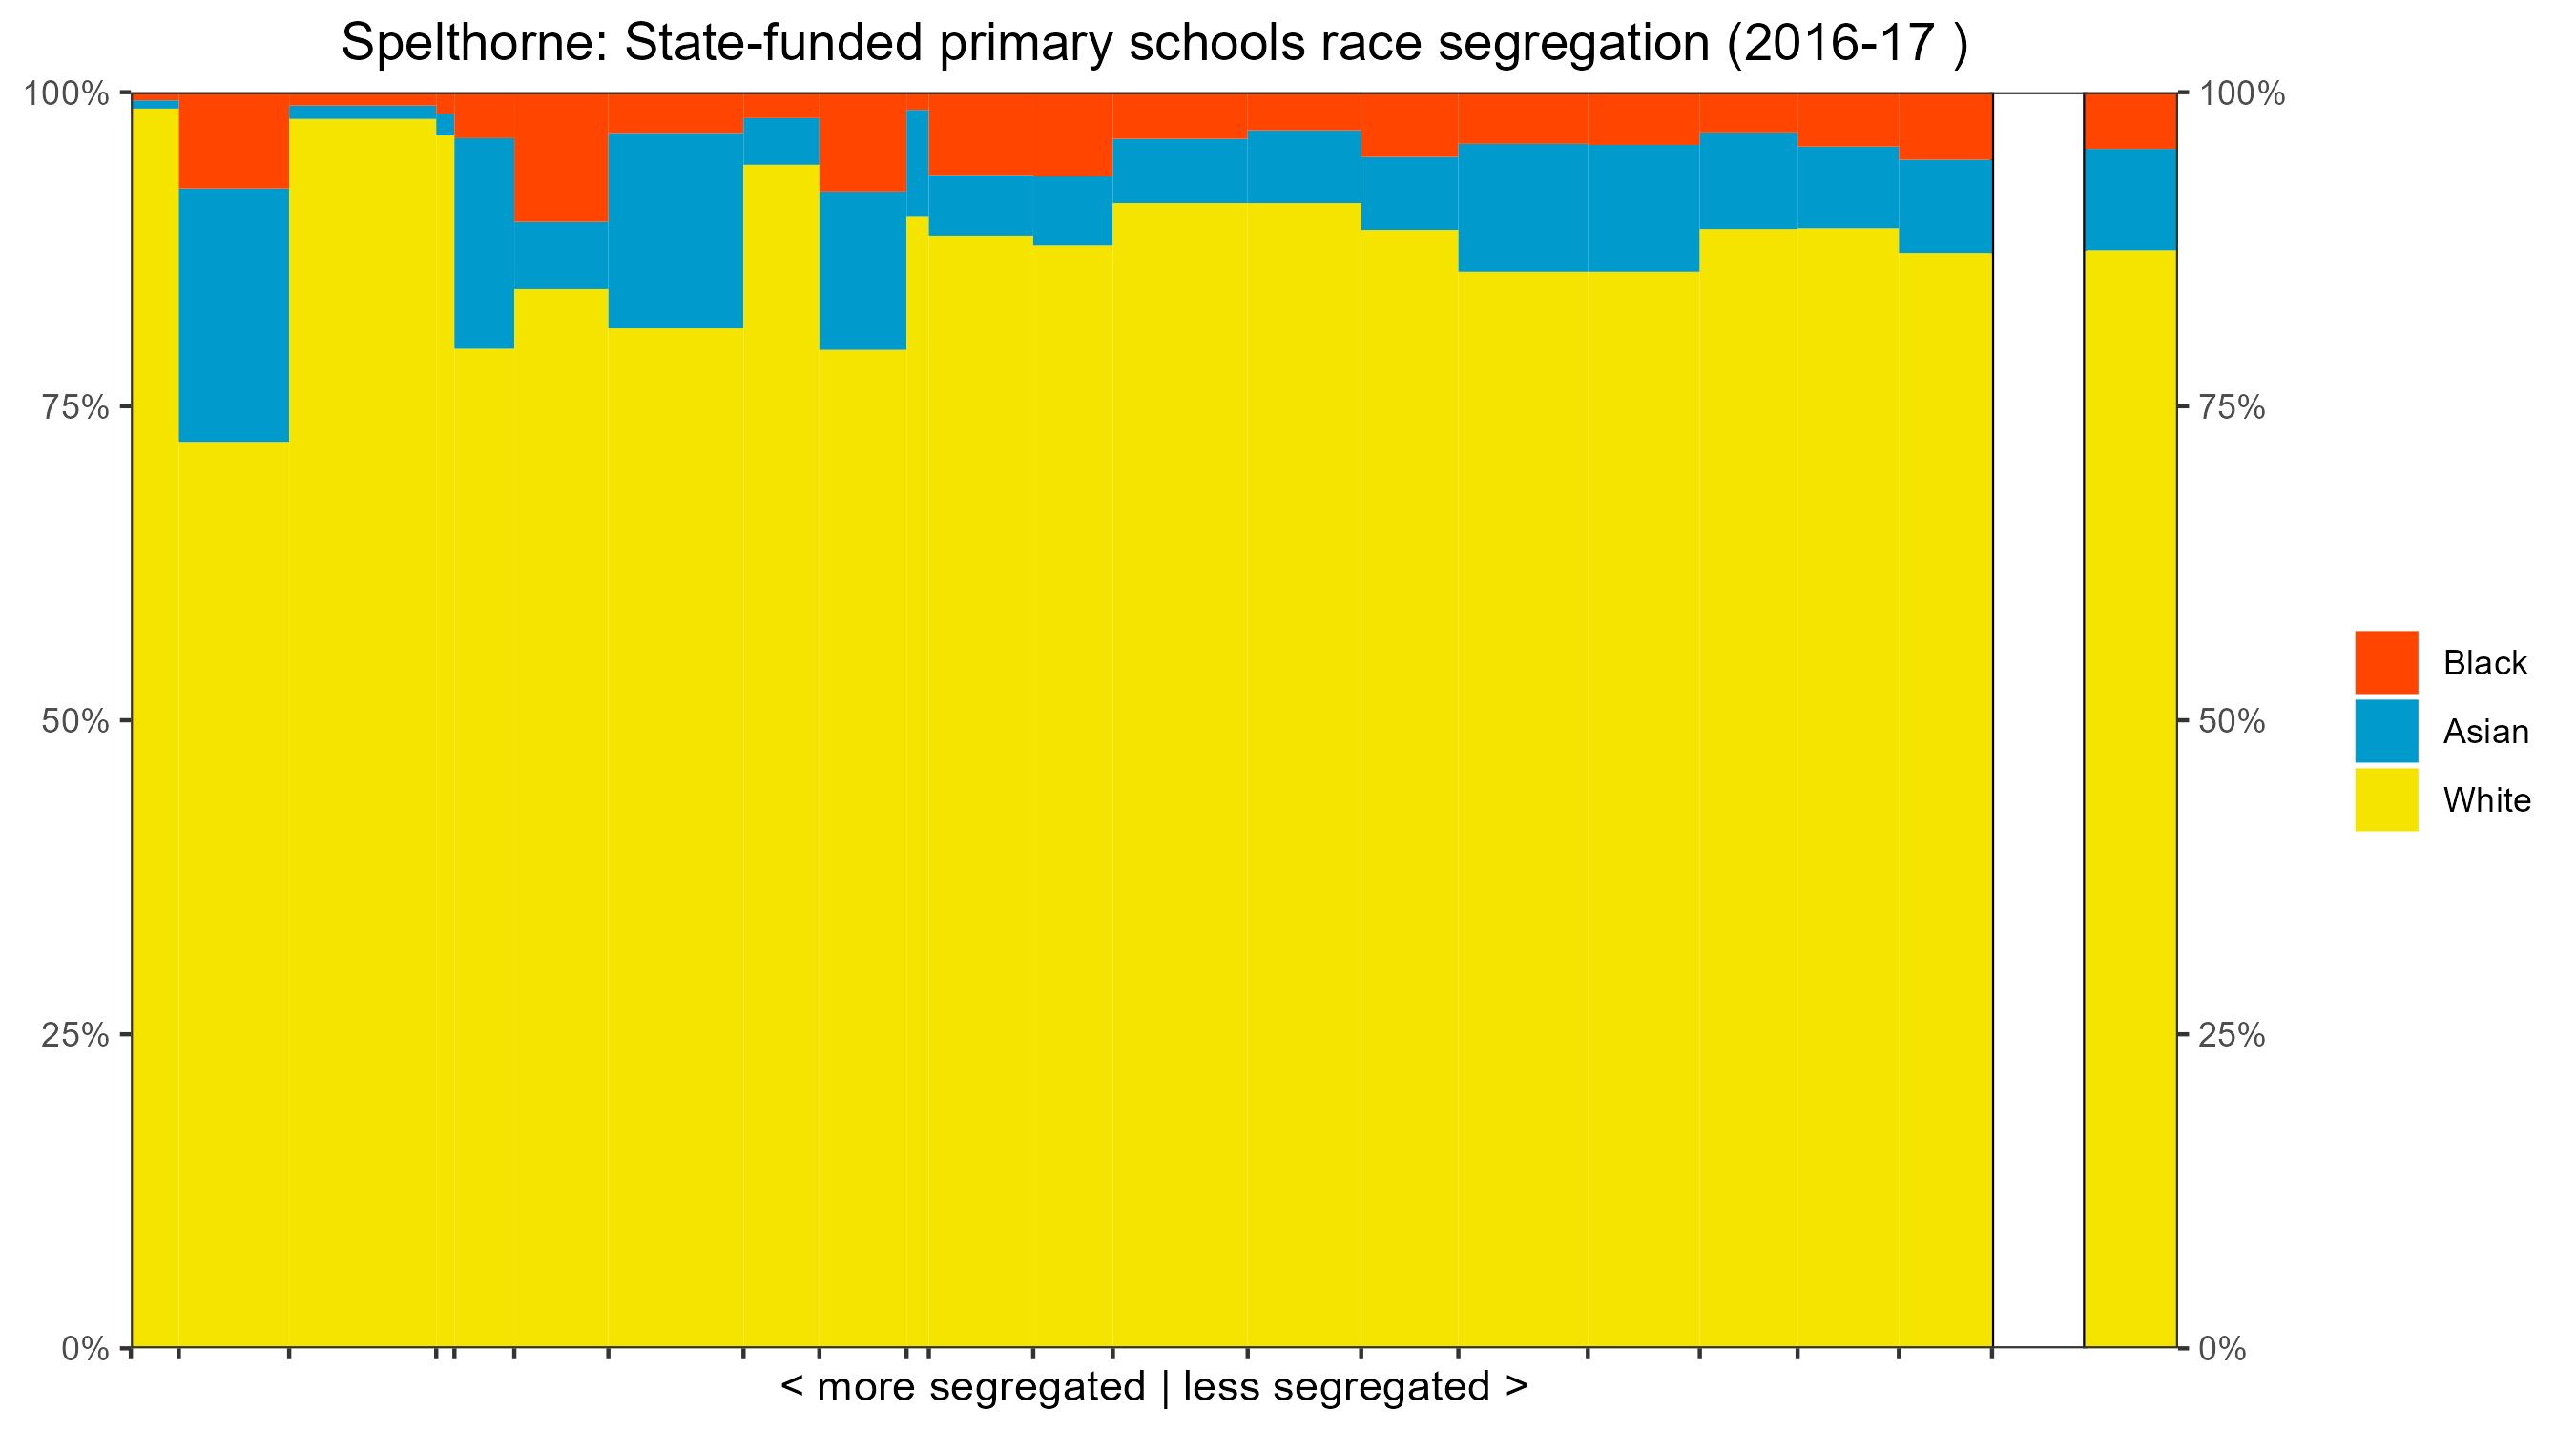 Spelthorne: State-funded primary schools race segregation (2016-17 )
100%
75%
50%
25%
0%
100%
75%
50%
25%
0%
Black
Asian
White
< more segregated | less segregated >